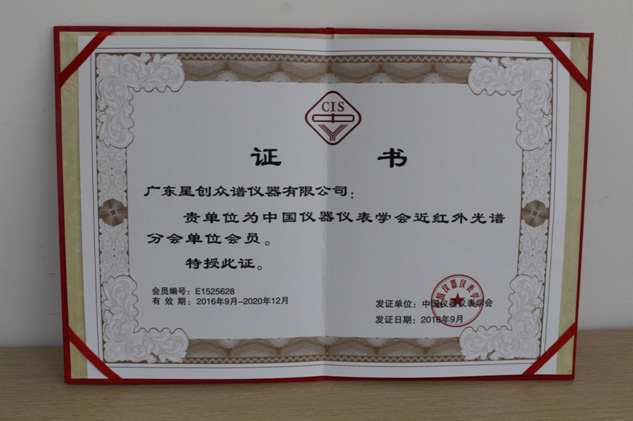 CIS
证 书
广东星创众谱仪器有限公司：
贵单位为中国仪器仪表学会近红外光谱
分会单位会员。
特授此证。
会员编号：E1525628
有 效 期：2016年9月-2020年12月
发证单位：中国仪器仪表学会
发证日期：2016年9月